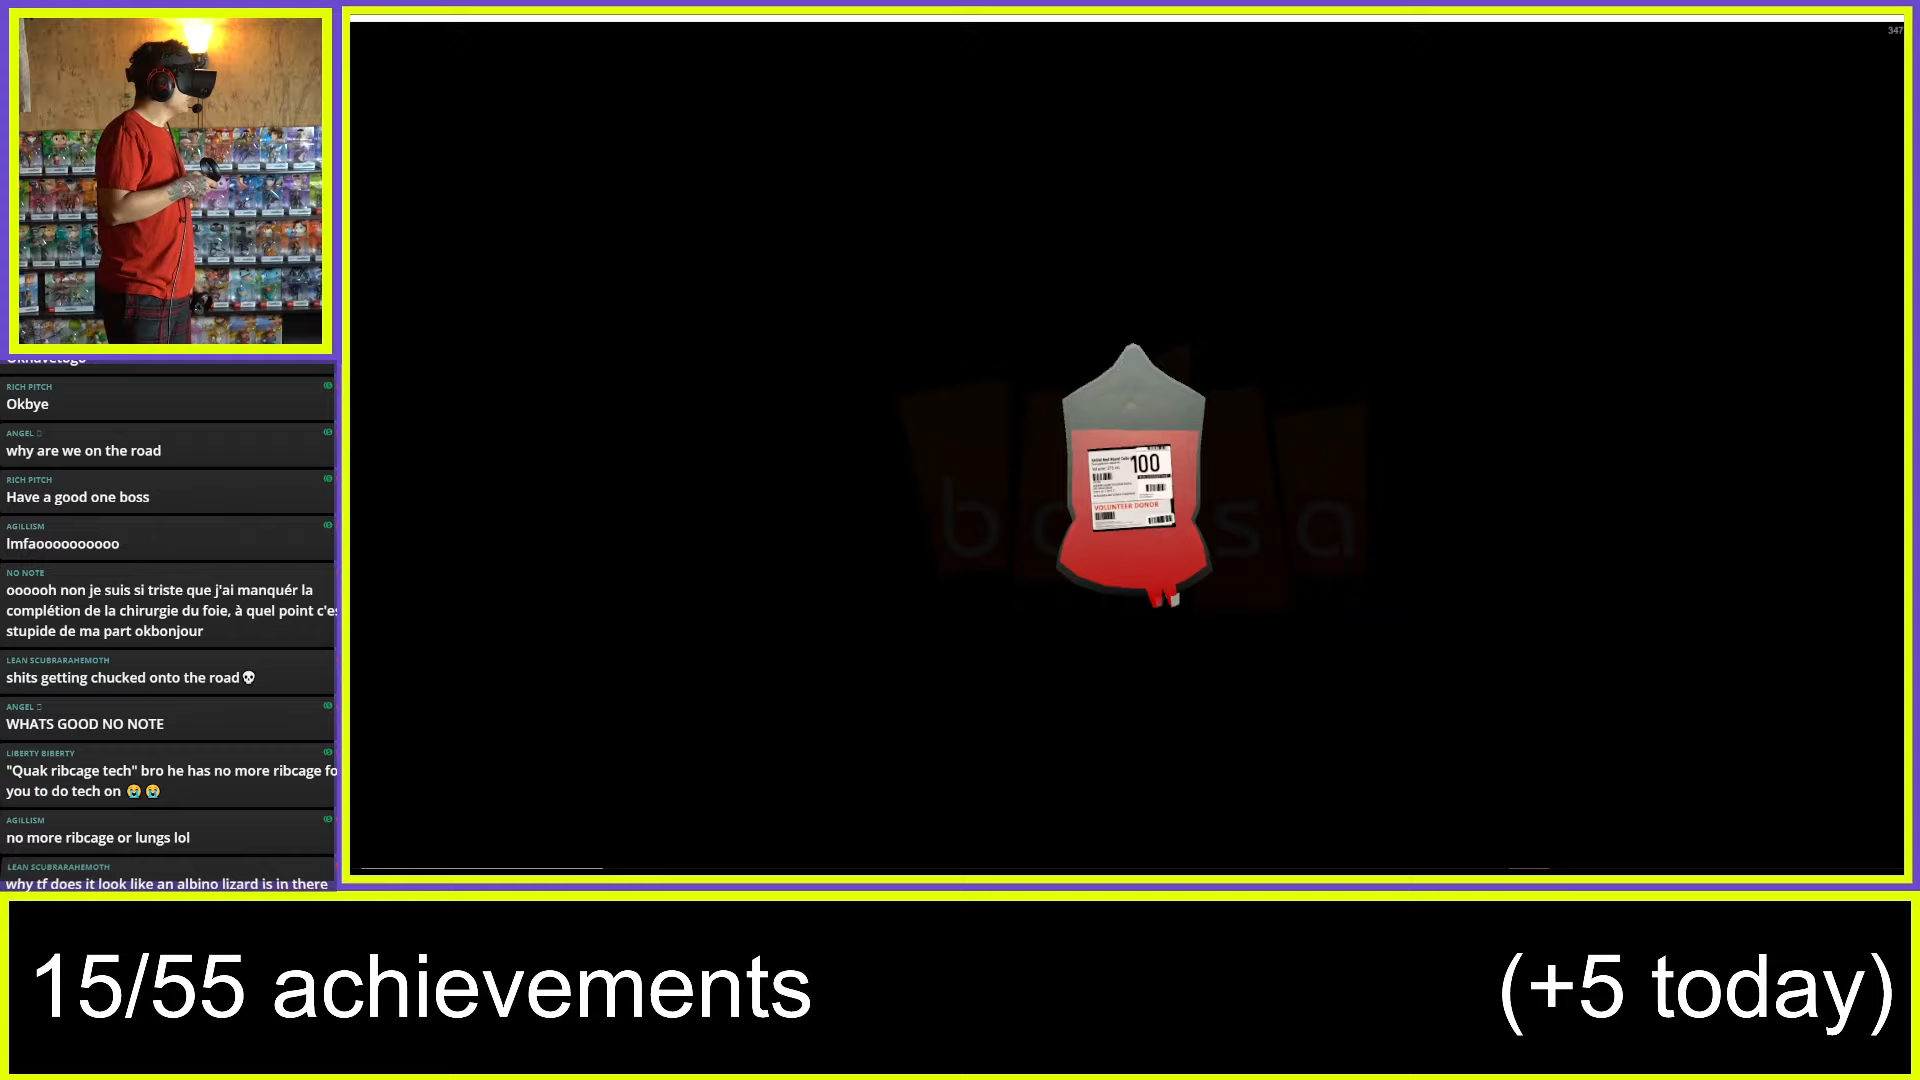 347
Okhavetogo
RICH PITCH
Okbye
ANGEL
why are we on the road
RICH PITCH
Have a good one boss
AGILLISM
lmfaoooooooooo
NO NOTE
oooooh non je suis si triste que j'ai manquér la
complétion de la chirurgie du foie, à quel point c'es
stupide de ma part okbonjour
LEAN SCUBRARAHEMOTH
shits getting chucked onto the road💀
ANGEL
WHATS GOOD NO NOTE
LIBERTY BIBERTY
"Quak ribcage tech" bro he has no more ribcage fo
you to do tech on 😭 😭
AGILLISM
no more ribcage or lungs lol
LEAN SCUBRARAHEMOTH
why tf does it look like an albino lizard is in there
100
VOLUNTEER DONOR
15/55 achievements
(+5 today)